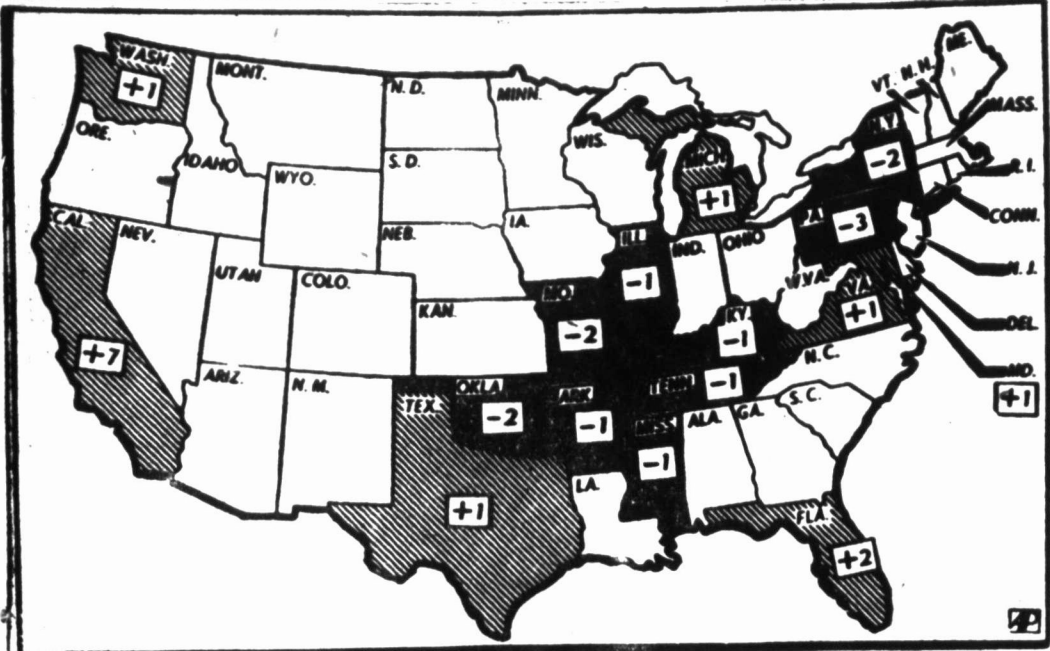 WASH.
+1
MONT.
N.D.
MINN.
ORE.
IDAHO
WYO.
S.D.
WIS.
MICH.
+1
VT.
N.H.
ME.
MASS.
N.Y.
-2
R.I.
CONN.
CAL.
+7
NEV.
UTAH
COLO.
NEB.
IA.
ILL.
-1
IND.
OHIO
PA.
-3
N.J.
W.VA.
VA.
+1
DEL.
MD.
+1
KAN.
MO.
-2
KY.
-1
N.C.
ARIZ.
N.M.
TEX.
+1
OKLA.
-2
ARK.
-1
TENN.
-1
MISS.
-1
ALA.
GA.
S.C.
LA.
FLA.
+2
AP